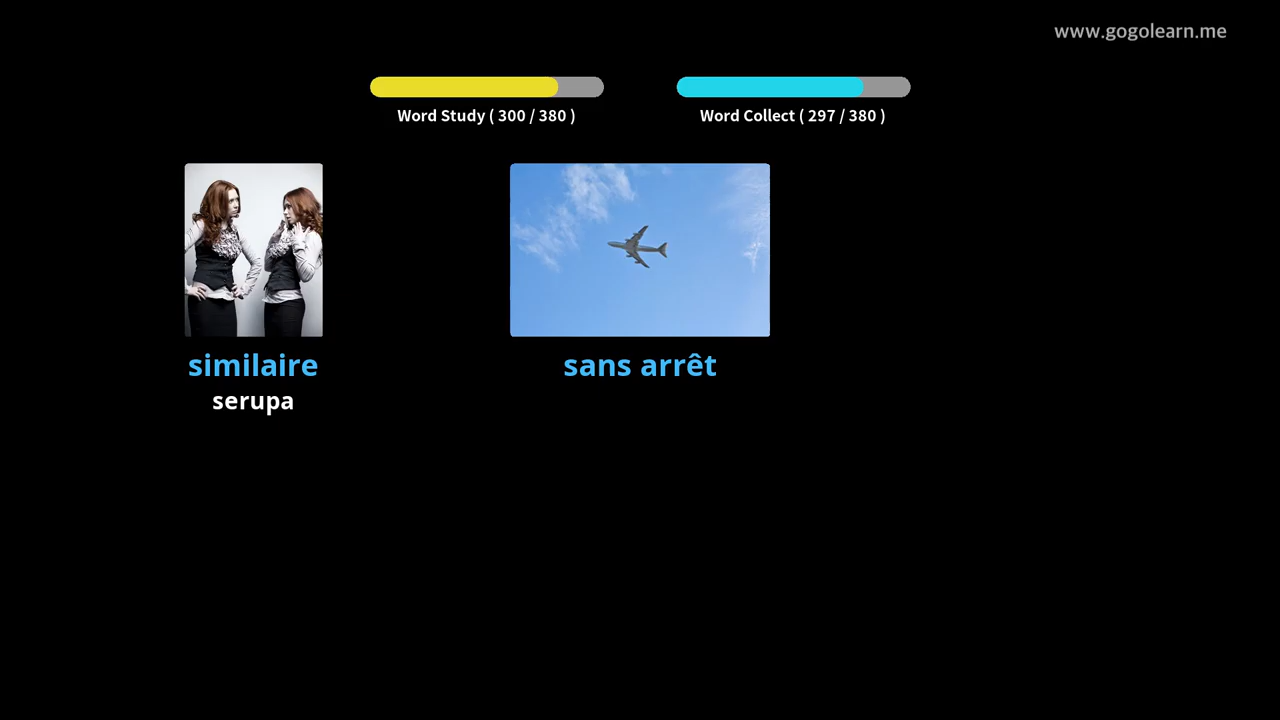 www.gogolearn.me
Word Study ( 300 / 380 )
Word Collect ( 297 / 380 )
similaire
serupa
sans arrêt